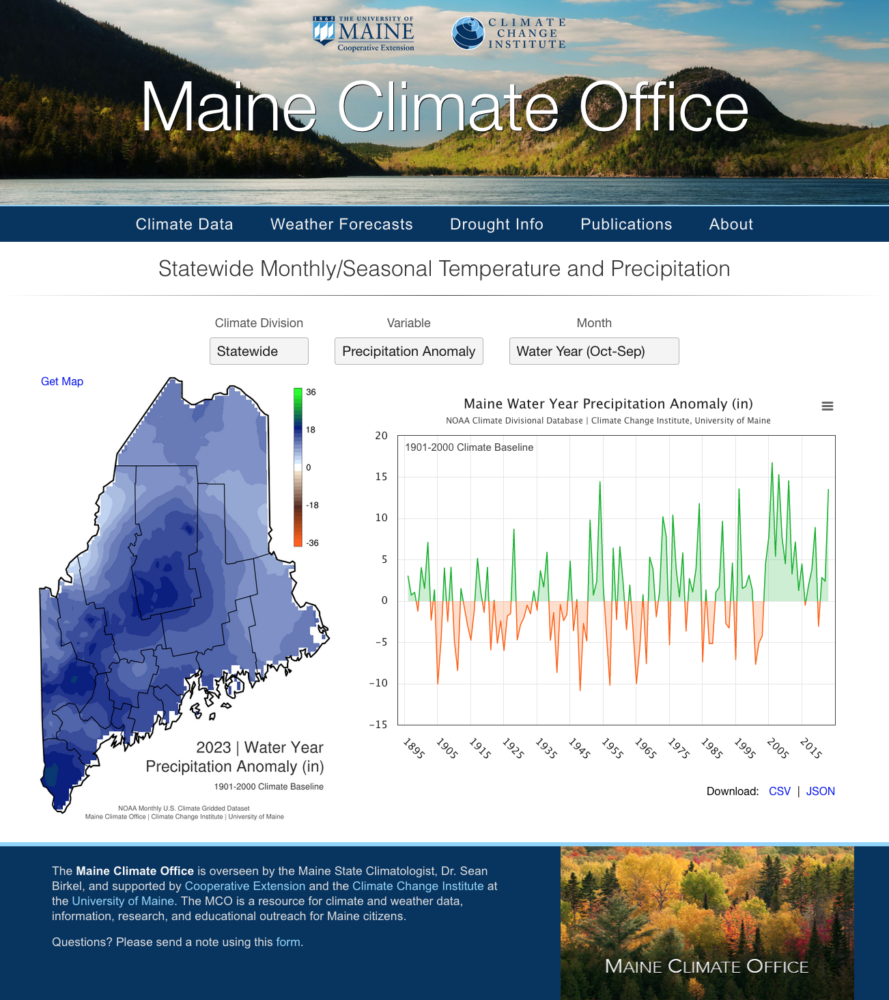 1865 THE UNIVERSITY OF
MAINE
Cooperative Extension
CLIMATE
CHANGE
INSTITUTE
Maine Climate Office
Climate Data Weather Forecasts Drought Info Publications About
Statewide Monthly/Seasonal Temperature and Precipitation
Climate Division Variable Month
Statewide Precipitation Anomaly Water Year (Oct-Sep)
Get Map
36
18
0
-18
-36
2023 | Water Year
Precipitation Anomaly (in)
1901-2000 Climate Baseline
NOAA Monthly U.S. Climate Gridded Dataset
Maine Climate Office | Climate Change Institute | University of Maine
Maine Water Year Precipitation Anomaly (in)
NOAA Climate Divisional Database | Climate Change Institute, University of Maine
1901-2000 Climate Baseline
20
15
10
5
0
−5
−10
−15
1895 1905 1915 1925 1935 1945 1955 1965 1975 1985 1995 2005 2015
Download: CSV | JSON
The Maine Climate Office is overseen by the Maine State Climatologist, Dr. Sean
Birkel, and supported by Cooperative Extension and the Climate Change Institute at
the University of Maine. The MCO is a resource for climate and weather data,
information, research, and educational outreach for Maine citizens.
Questions? Please send a note using this form.
MAINE CLIMATE OFFICE